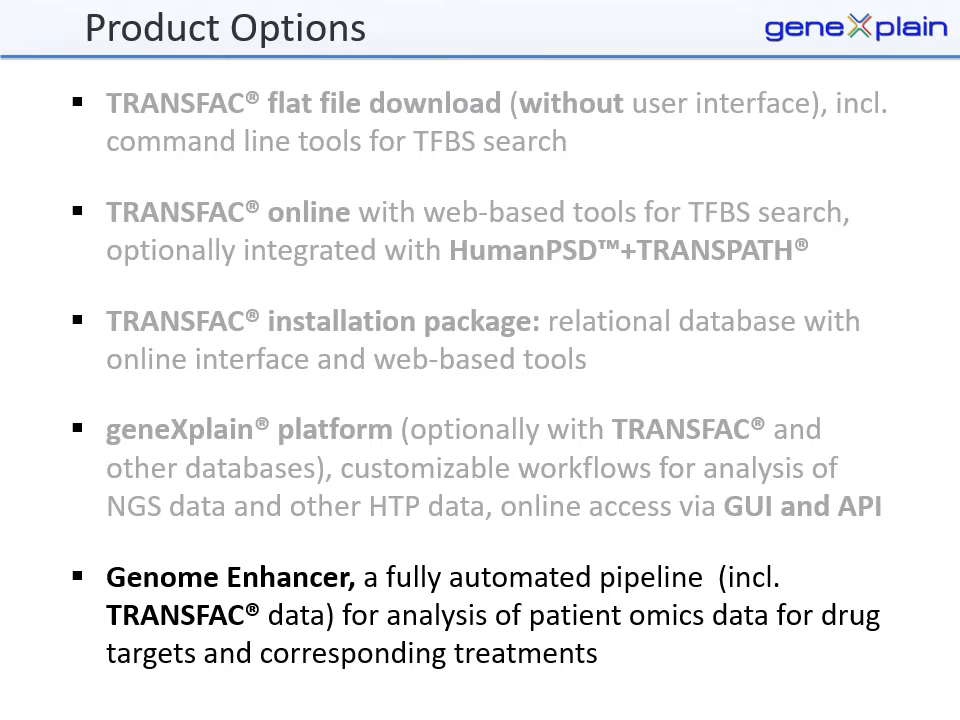 Product Options
geneXplain
▪ TRANSFAC® flat file download (without user interface), incl.
command line tools for TFBS search
▪ TRANSFAC® online with web-based tools for TFBS search,
optionally integrated with HumanPSD™+TRANSPATH®
▪ TRANSFAC® installation package: relational database with
online interface and web-based tools
▪ geneXplain® platform (optionally with TRANSFAC® and
other databases), customizable workflows for analysis of
NGS data and other HTP data, online access via GUI and API
▪ Genome Enhancer, a fully automated pipeline (incl.
TRANSFAC® data) for analysis of patient omics data for drug
targets and corresponding treatments